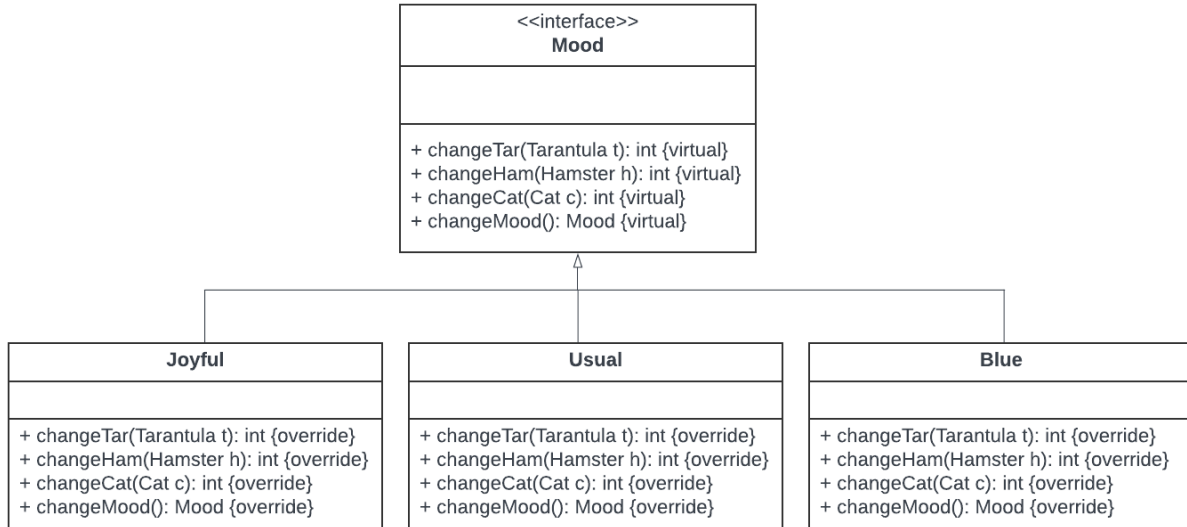 <<interface>>
Mood
+ changeTar(Tarantula t): int {virtual}
+ changeHam(Hamster h): int {virtual}
+ changeCat(Cat c): int {virtual}
+ changeMood(): Mood {virtual}
Joyful
+ changeTar(Tarantula t): int {override}
+ changeHam(Hamster h): int {override}
+ changeCat(Cat c): int {override}
+ changeMood(): Mood {override}
Usual
+ changeTar(Tarantula t): int {override}
+ changeHam(Hamster h): int {override}
+ changeCat(Cat c): int {override}
+ changeMood(): Mood {override}
Blue
+ changeTar(Tarantula t): int {override}
+ changeHam(Hamster h): int {override}
+ changeCat(Cat c): int {override}
+ changeMood(): Mood {override}